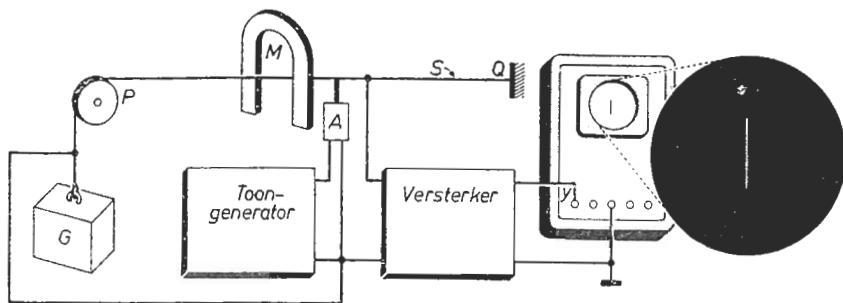 M
S
Q
P
A
Toon-
generator
Versterker
y
G